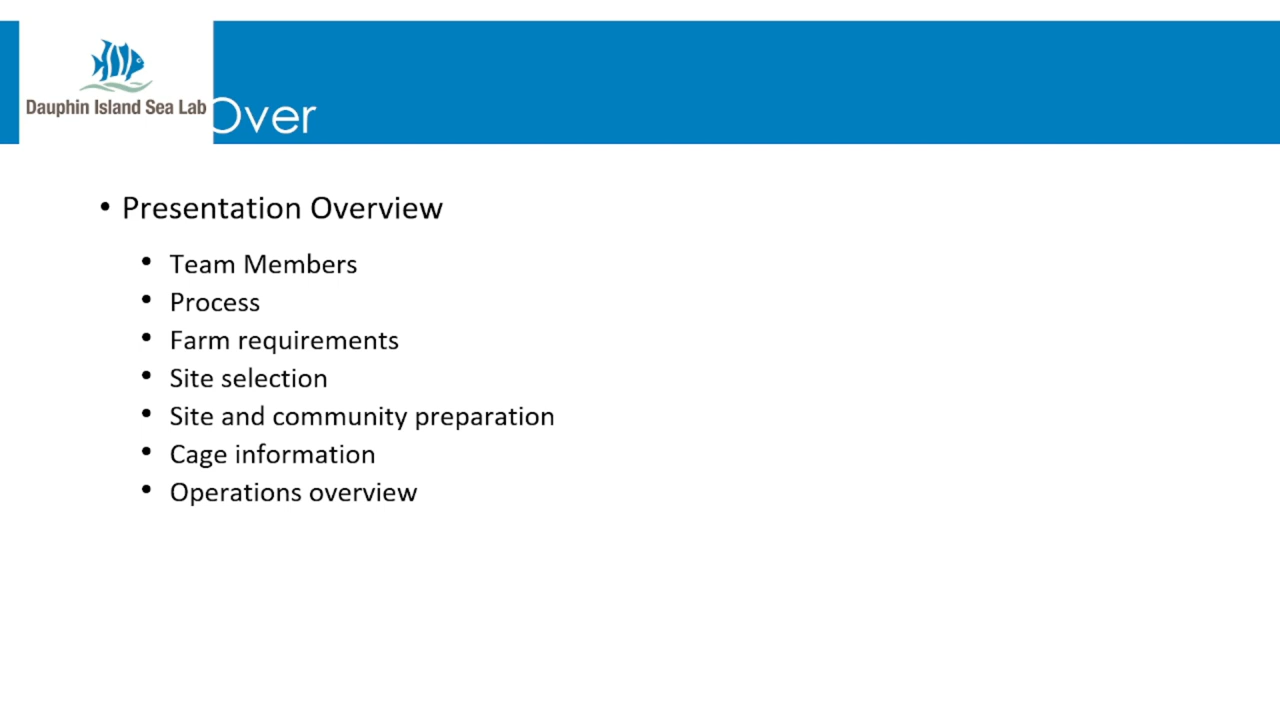 Dauphin Island Sea Lab
Over
• Presentation Overview
• Team Members
• Process
• Farm requirements
• Site selection
• Site and community preparation
• Cage information
• Operations overview